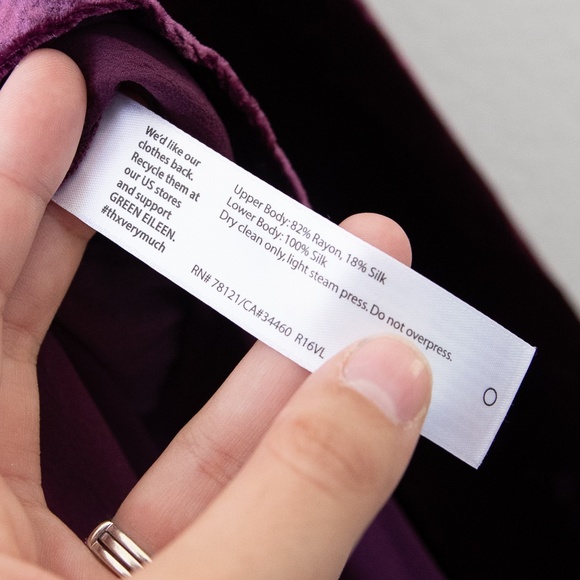 We'd like our
clothes back.
Recycle them at
our US stores
and support
GREEN EILEEN.
#thxverymuch
Upper Body: 82% Rayon, 18% Silk
Lower Body: 100% Silk
Dry clean only, light steam press. Do not overpress.
RN# 78121/CA#34460 R16VL